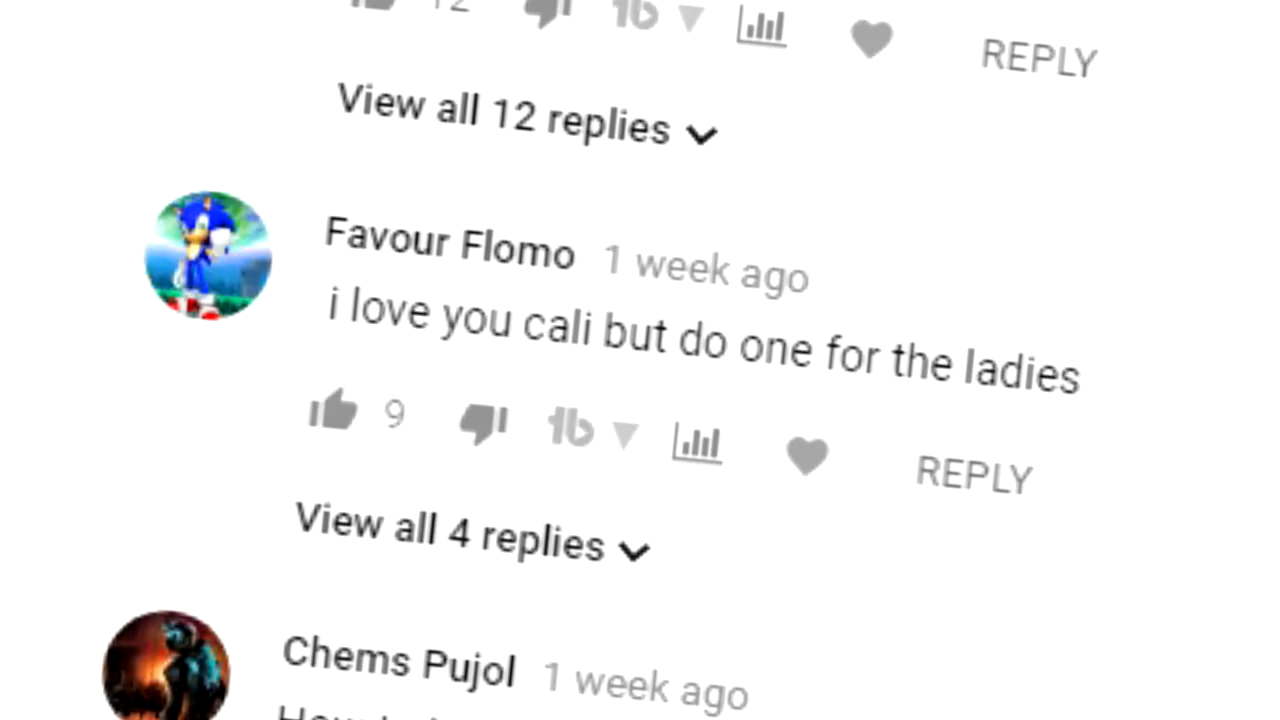 12
REPLY
View all 12 replies
Favour Flomo 1 week ago
i love you cali but do one for the ladies
9
REPLY
View all 4 replies
Chems Pujol 1 week ago